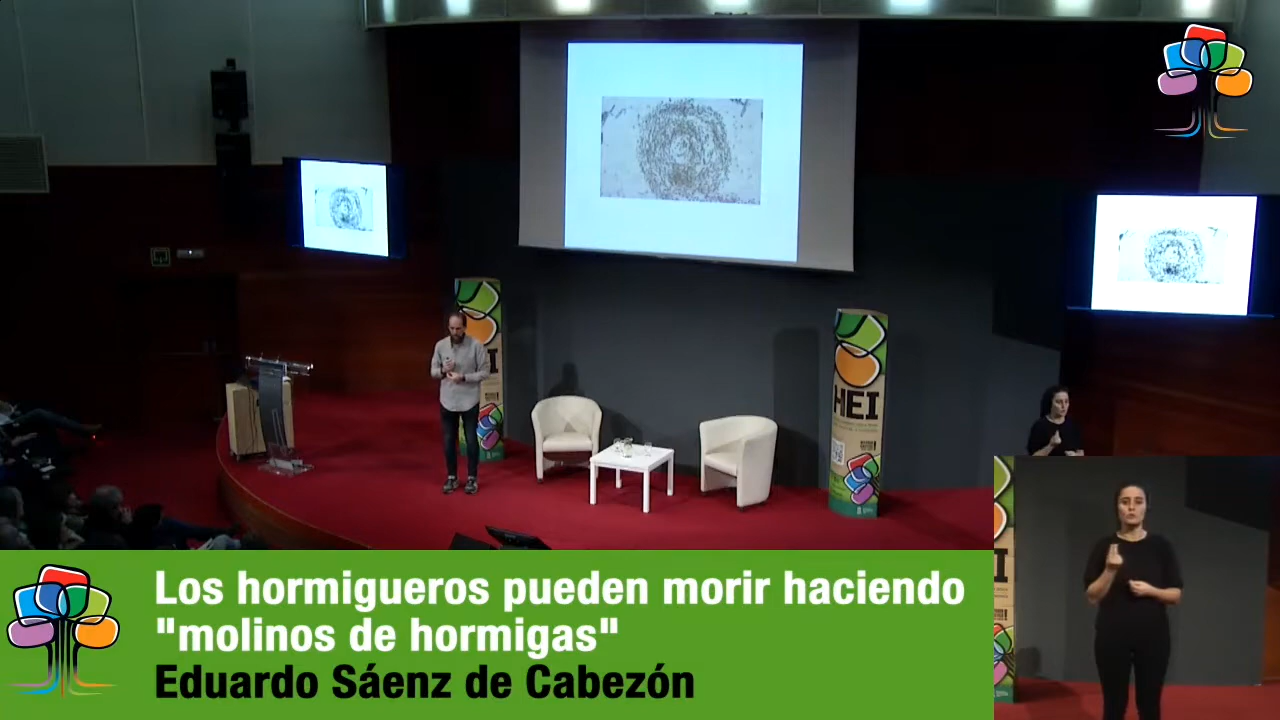 HEI
Los hormigueros pueden morir haciendo
"molinos de hormigas"
Eduardo Sáenz de Cabezón